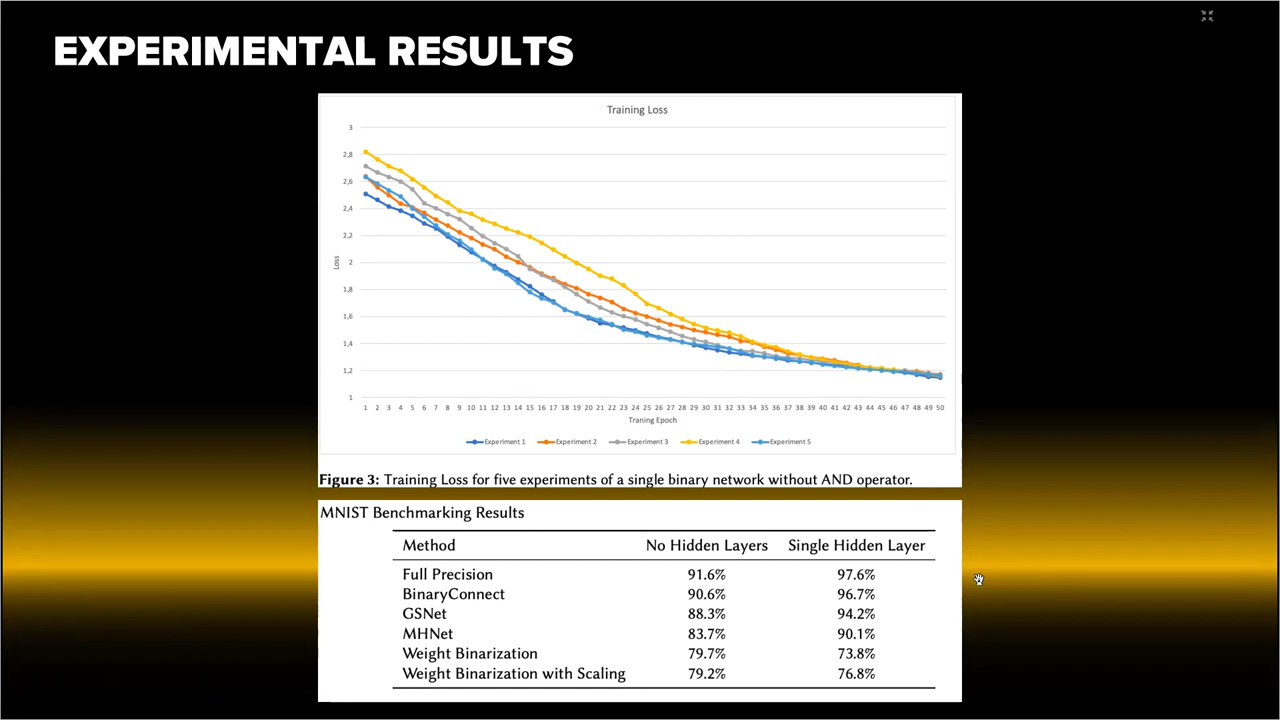 EXPERIMENTAL RESULTS
Training Loss
3
2,8
2,6
2,4
2,2
2
1,8
1,6
1,4
1,2
1
Loss
1 2 3 4 5 6 7 8 9 10 11 12 13 14 15 16 17 18 19 20 21 22 23 24 25 26 27 28 29 30 31 32 33 34 35 36 37 38 39 40 41 42 43 44 45 46 47 48 49 50
Traning Epoch
Experiment 1 Experiment 2 Experiment 3 Experiment 4 Experiment 5
Figure 3: Training Loss for five experiments of a single binary network without AND operator.
MNIST Benchmarking Results
Method No Hidden Layers Single Hidden Layer
Full Precision 91.6% 97.6%
BinaryConnect 90.6% 96.7%
GSNet 88.3% 94.2%
MHNet 83.7% 90.1%
Weight Binarization 79.7% 73.8%
Weight Binarization with Scaling 79.2% 76.8%